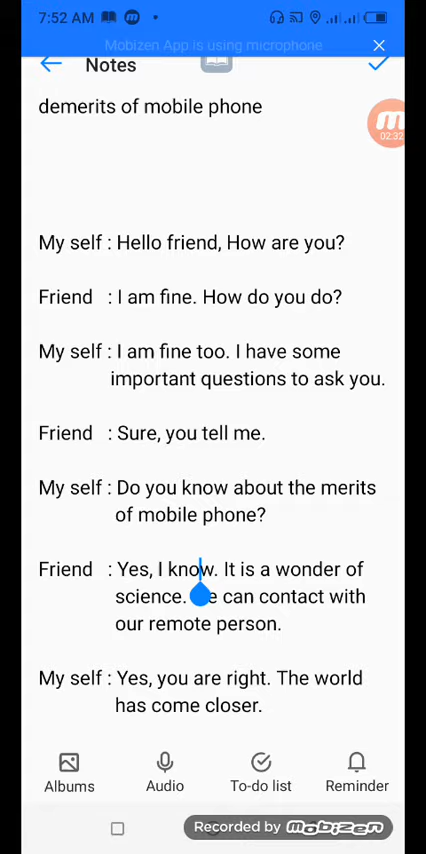 7:52 AM
Mobizen App is using microphone
Notes
demerits of mobile phone
02:32
My self : Hello friend, How are you?
Friend : I am fine. How do you do?
My self : I am fine too. I have some
important questions to ask you.
Friend : Sure, you tell me.
My self : Do you know about the merits
of mobile phone?
Friend : Yes, I know. It is a wonder of
science. e can contact with
our remote person.
My self : Yes, you are right. The world
has come closer.
Albums Audio To-do list Reminder
Recorded by mobizen